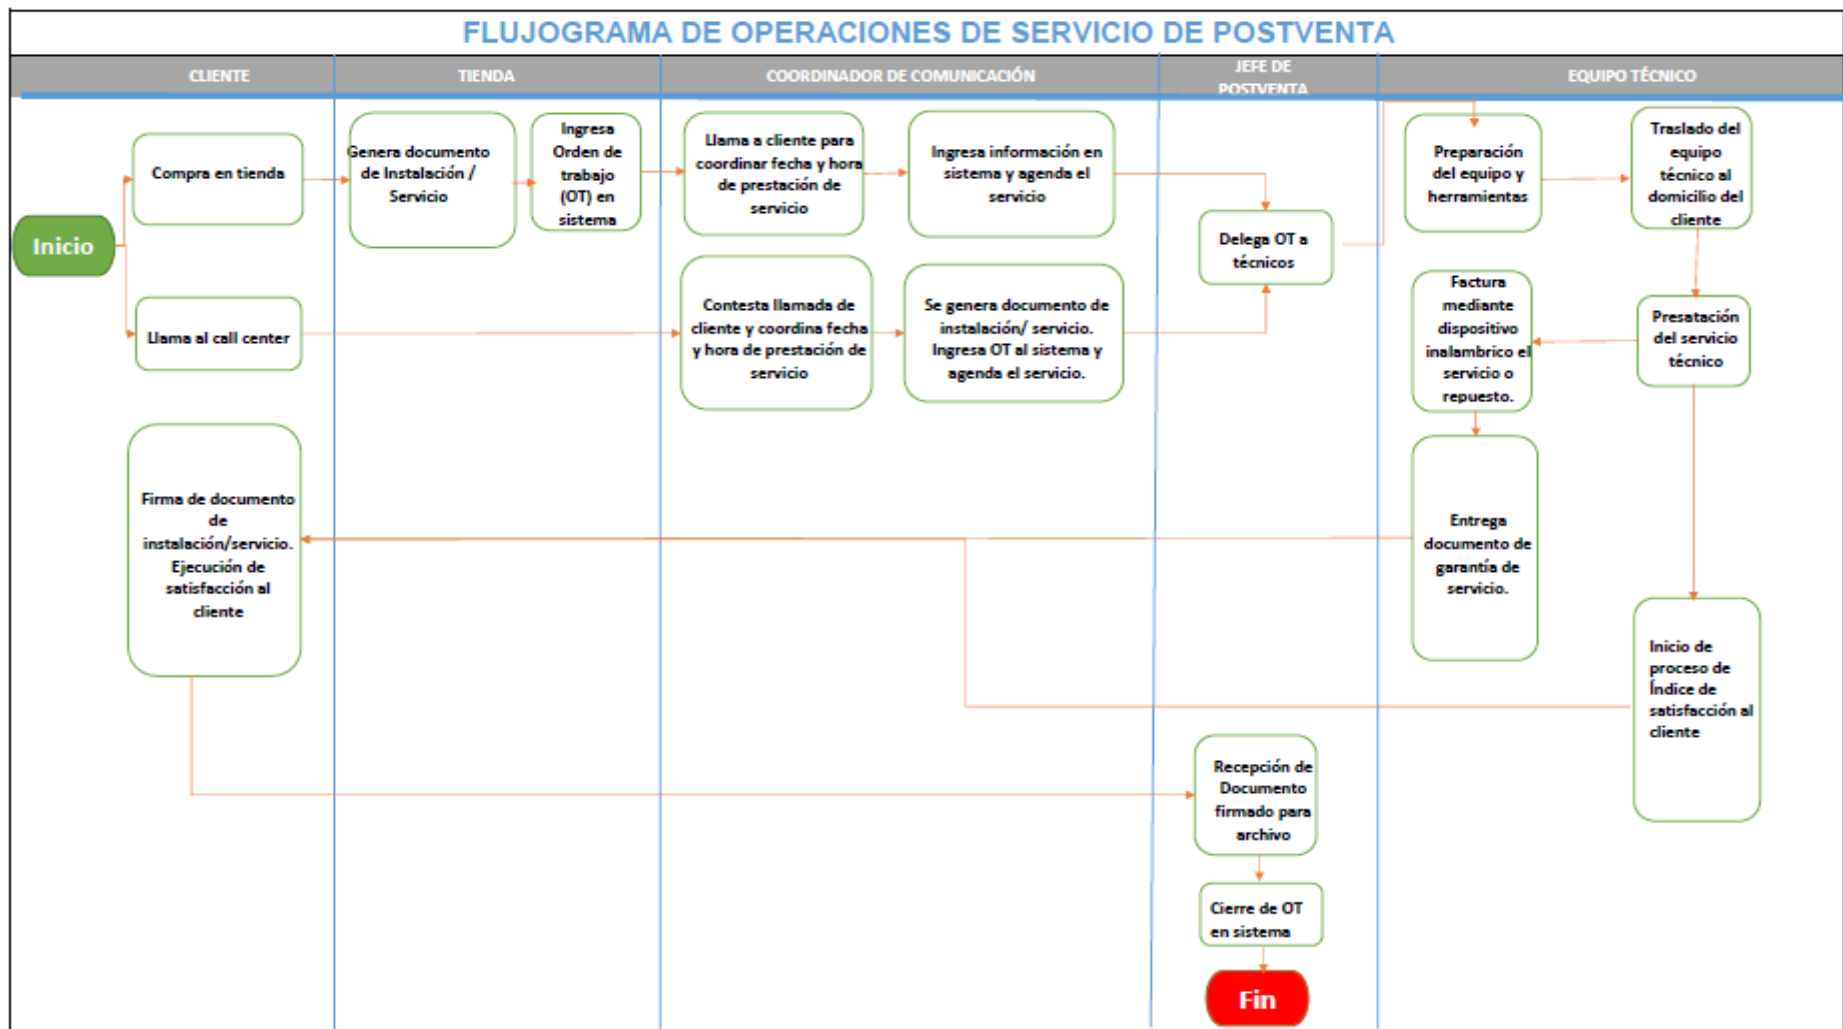 FLUJOGRAMA DE OPERACIONES DE SERVICIO DE POSTVENTA
CLIENTE
TIENDA
COORDINADOR DE COMUNICACIÓN
JEFE DE
POSTVENTA
EQUIPO TÉCNICO
Inicio
Compra en tienda
Genera documento
de Instalación /
Servicio
Ingresa
Orden de
trabajo
(OT) en
sistema
Llama a cliente para
coordinar fecha y hora
de prestación de
servicio
Ingresa información en
sistema y agenda el
servicio
Delega OT a
técnicos
Preparación
del equipo y
herramientas
Traslado del
equipo
técnico al
domicilio del
cliente
Llama al call center
Contesta llamada de
cliente y coordina fecha
y hora de prestación de
servicio
Se genera documento de
instalación/ servicio.
Ingresa OT al sistema y
agenda el servicio.
Factura
mediante
dispositivo
inalambrico el
servicio o
repuesto.
Presatación
del servicio
técnico
Firma de documento
de
instalación/servicio.
Ejecución de
satisfacción al
cliente
Entrega
documento de
garantía de
servicio.
Inicio de
proceso de
Índice de
satisfacción al
cliente
Recepción de
Documento
firmado para
archivo
Cierre de OT
en sistema
Fin